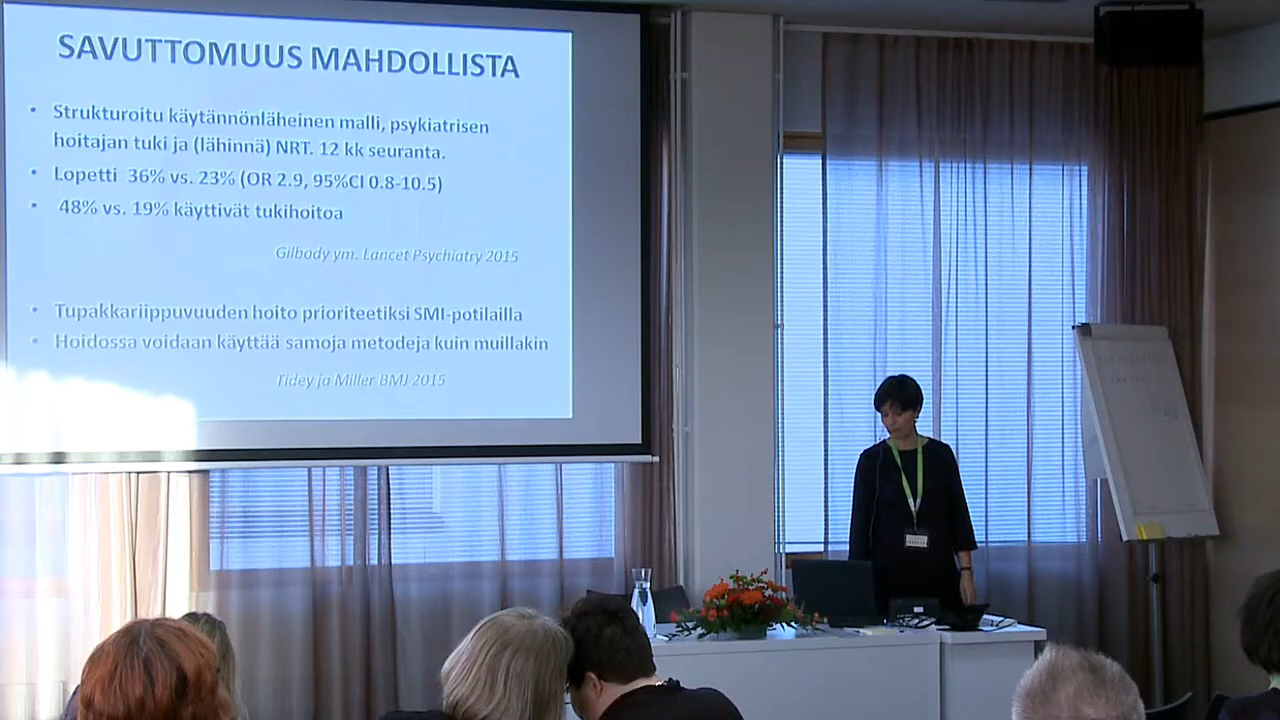 SAVUTTOMUUS MAHDOLLISTA
• Strukturoitu käytännönläheinen malli, psykiatrisen
hoitajan tuki ja (lähinnä) NRT. 12 kk seuranta.
• Lopetti 36% vs. 23% (OR 2.9, 95%CI 0.8-10.5)
• 48% vs. 19% käyttivät tukihoitoa
Gilbody ym. Lancet Psychiatry 2015
• Tupakkariippuvuuden hoito prioriteetiksi SMI-potilailla
• Hoidossa voidaan käyttää samoja metodeja kuin muillakin
Tidey ja Miller BMJ 2015